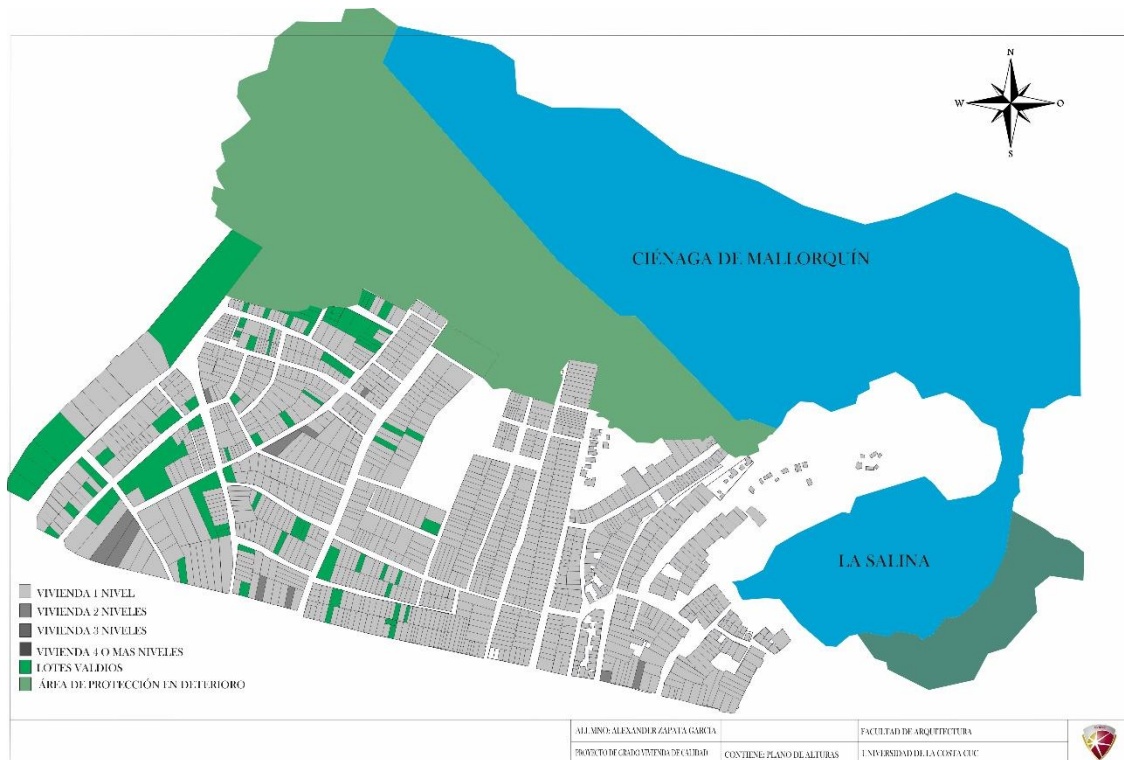 N
W
O
S
CIÉNAGA DE MALLORQUÍN
LA SALINA
VIVIENDA 1 NIVEL
VIVIENDA 2 NIVELES
VIVIENDA 3 NIVELES
VIVIENDA 4 O MAS NIVELES
LOTES VALDIOS
ÁREA DE PROTECCIÓN EN DETERIORO
ALUMNO: ALEXANDER ZAPATA GARCIA
FACULTAD DE ARQUITECTURA
PROYECTO DE GRADO VIVIENDA DE CALIDAD
CONTIENE: PLANO DE ALTURAS
UNIVERSIDAD DE LA COSTA CUC